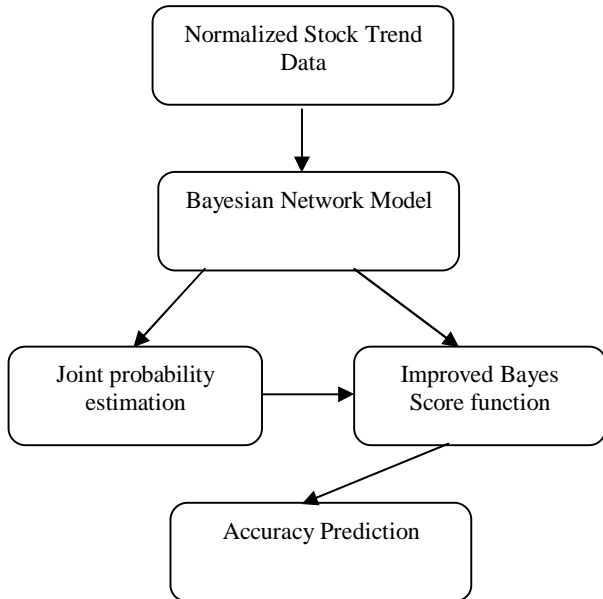 Normalized Stock Trend
Data
Bayesian Network Model
Joint probability
estimation
Improved Bayes
Score function
Accuracy Prediction